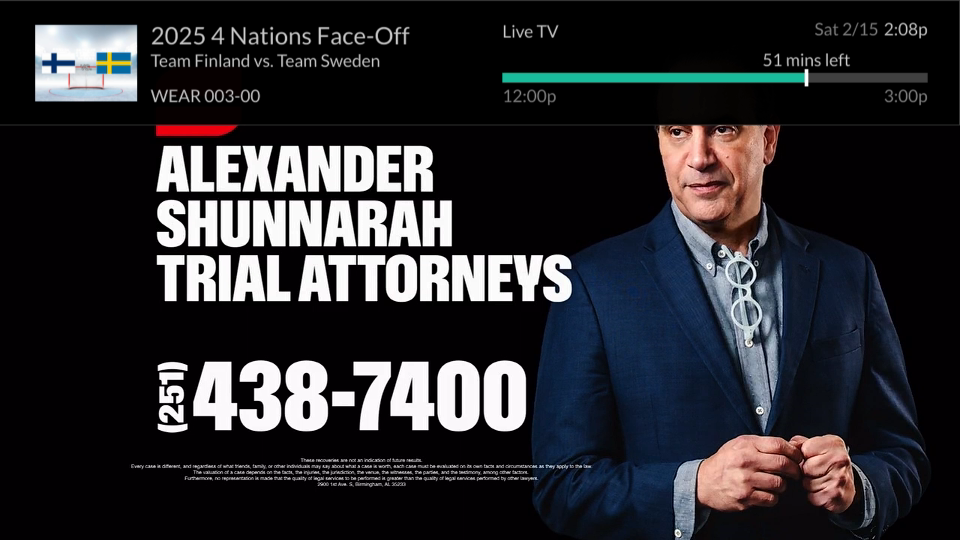 2025 4 Nations Face-Off
Team Finland vs. Team Sweden
WEAR 003-00
Live TV
Sat 2/15 2:08p
51 mins left
12:00p
3:00p
ALEXANDER
SHUNNARAH
TRIAL ATTORNEYS
(251) 438-7400
These recoveries are not an indication of future results.
Every case is different, and regardless of what friends, family, or other individuals may say about what a case is worth, each case must be evaluated on its own facts and circumstances as they apply to the law.
The valuation of a case depends on the facts, the injuries, the jurisdiction, the venue, the witnesses, the parties, and the testimony, among other factors.
Furthermore, no representation is made that the quality of legal services to be performed is greater than the quality of legal services performed by other lawyers.
2900 1st Ave. S, Birmingham, AL 35233